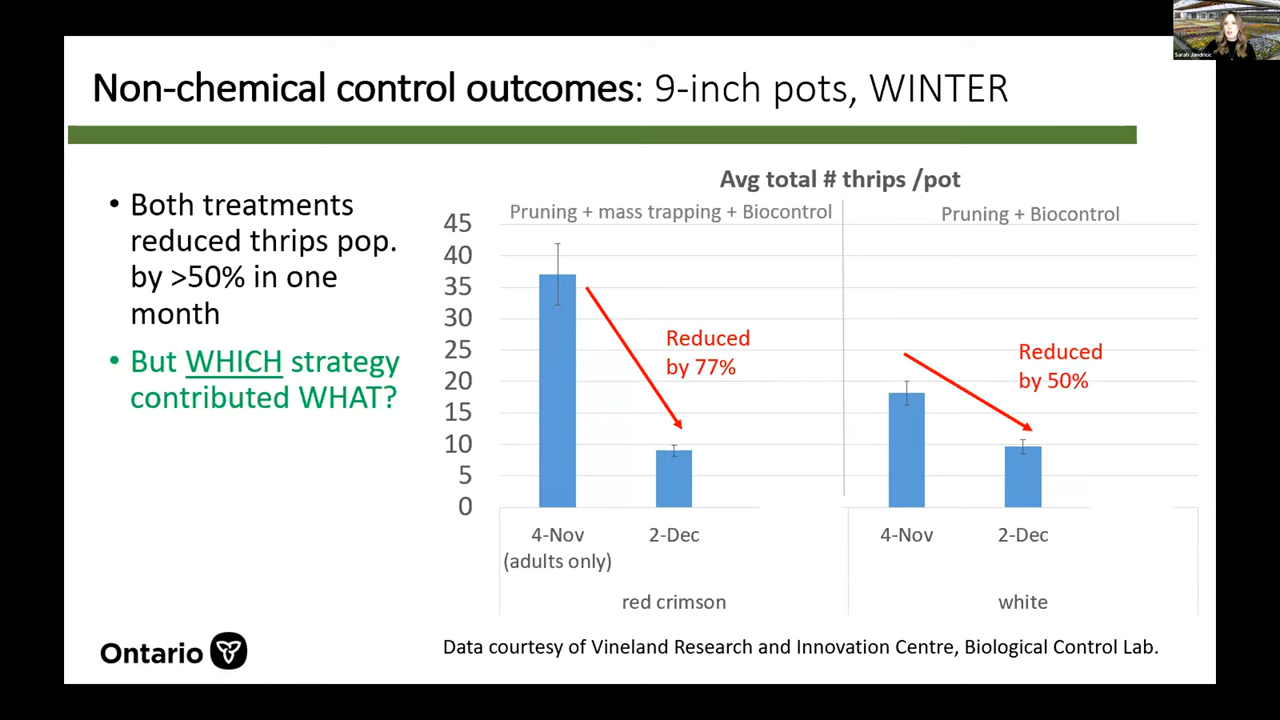 Sarah Jandricic
Non-chemical control outcomes: 9-inch pots, WINTER
• Both treatments
reduced thrips pop.
by >50% in one
month
• But WHICH strategy
contributed WHAT?
Avg total # thrips /pot
Pruning + mass trapping + Biocontrol
Pruning + Biocontrol
45
40
35
30
25
20
15
10
5
0
Reduced
by 77%
Reduced
by 50%
4-Nov
(adults only)
2-Dec
4-Nov
2-Dec
red crimson
white
Ontario
Data courtesy of Vineland Research and Innovation Centre, Biological Control Lab.